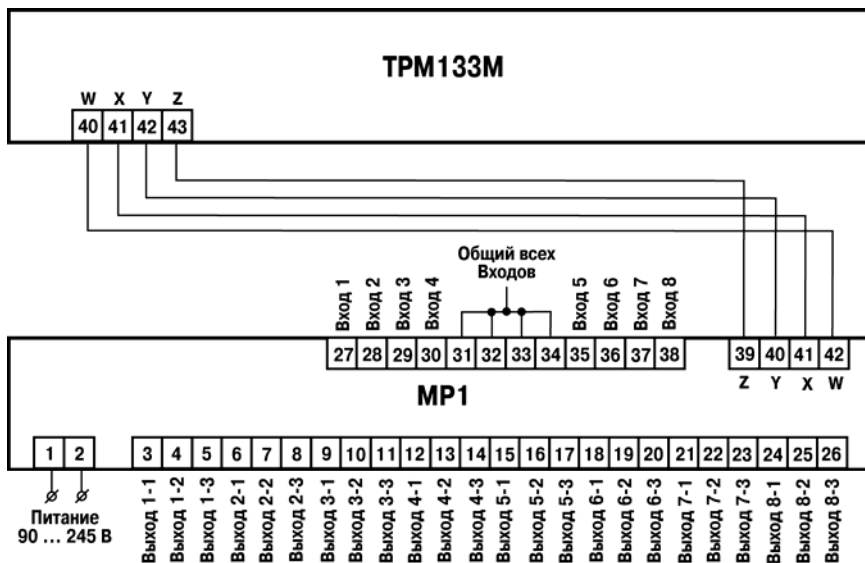 ТРМ133М
W X Y Z
40 41 42 43
Общий всех
Входов
Вход 1
Вход 2
Вход 3
Вход 4
Вход 5
Вход 6
Вход 7
Вход 8
27 28 29 30 31 32 33 34 35 36 37 38
39 40 41 42
Z Y X W
МР1
1 2
3 4 5 6 7 8 9 10 11 12 13 14 15 16 17 18 19 20 21 22 23 24 25 26
Питание
90 ... 245 В
Выход 1-1
Выход 1-2
Выход 1-3
Выход 2-1
Выход 2-2
Выход 2-3
Выход 3-1
Выход 3-2
Выход 3-3
Выход 4-1
Выход 4-2
Выход 4-3
Выход 5-1
Выход 5-2
Выход 5-3
Выход 6-1
Выход 6-2
Выход 6-3
Выход 7-1
Выход 7-2
Выход 7-3
Выход 8-1
Выход 8-2
Выход 8-3